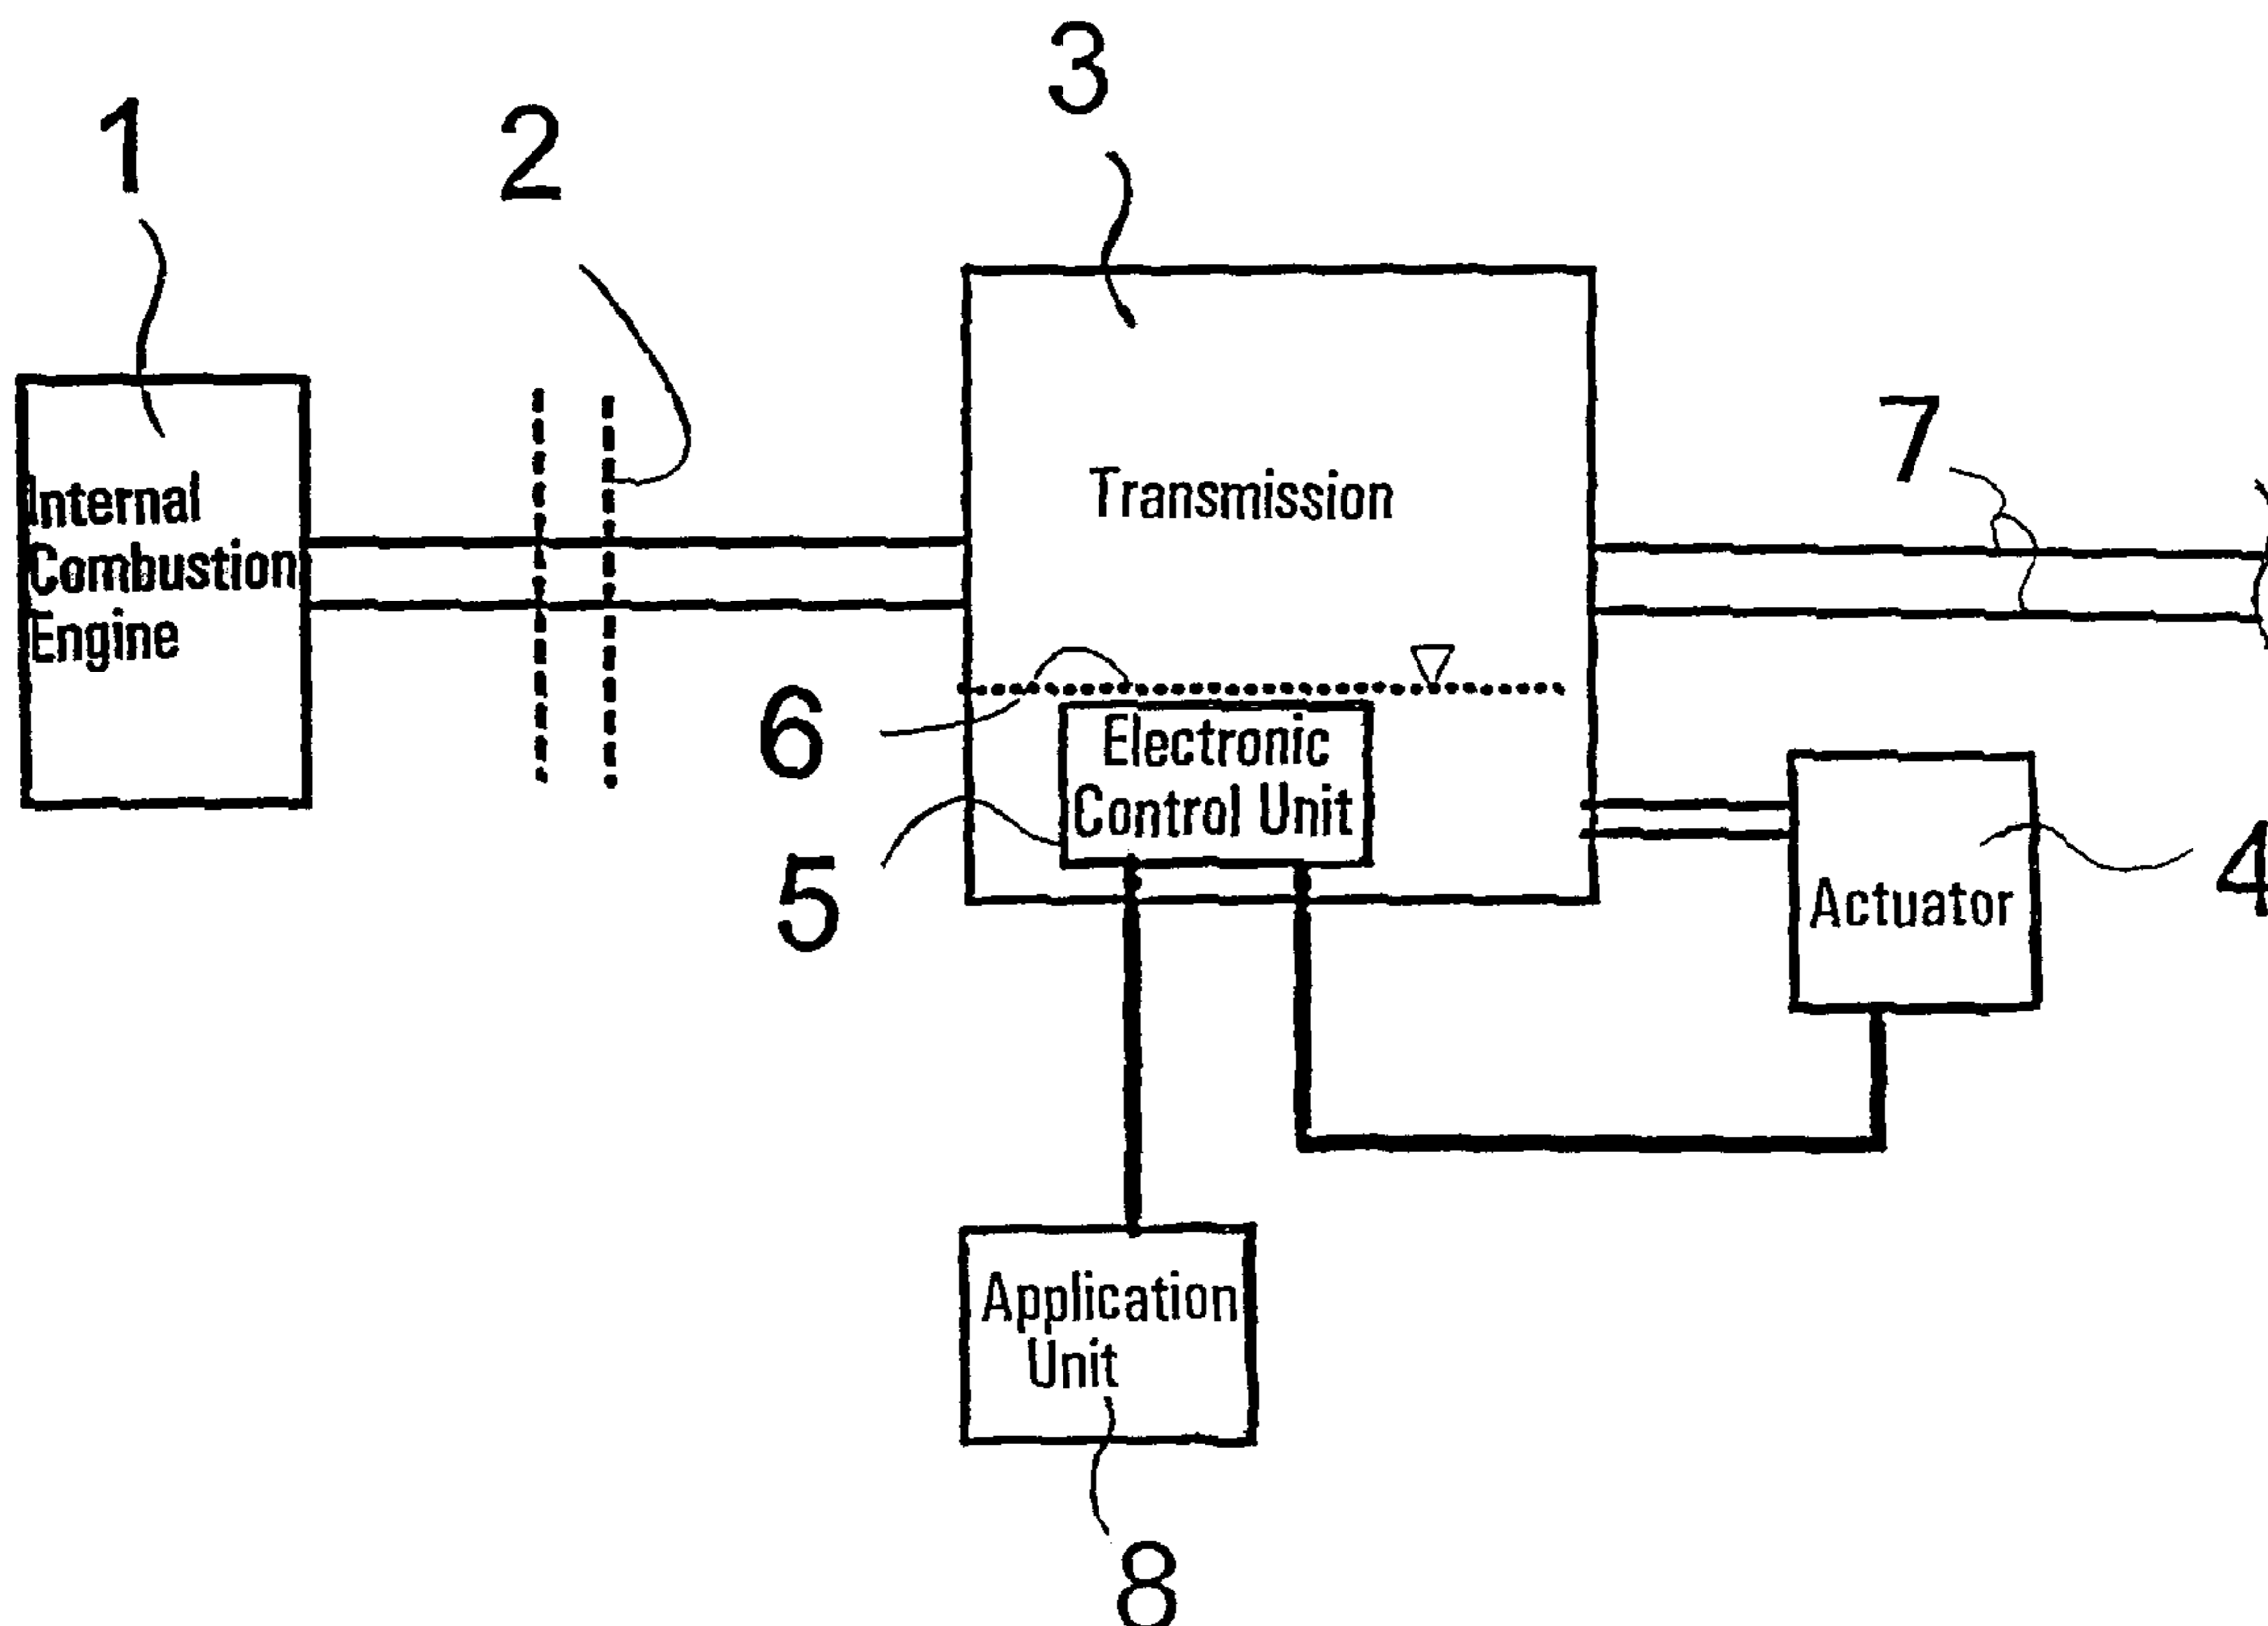 3
1
2
7
Internal
Combustion
Engine
Transmission
6
Electronic
Control Unit
5
4
Actuator
Application
Unit
8